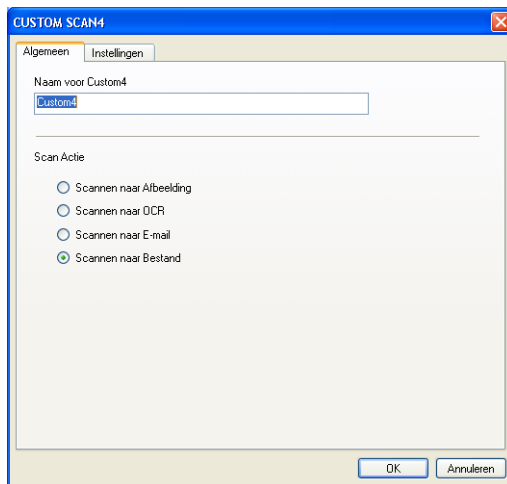 CUSTOM SCAN4
Algemeen Instellingen
Naam voor Custom4
Custom4
Scan Actie
Scannen naar Afbeelding
Scannen naar OCR
Scannen naar E-mail
Scannen naar Bestand
OK Annuleren